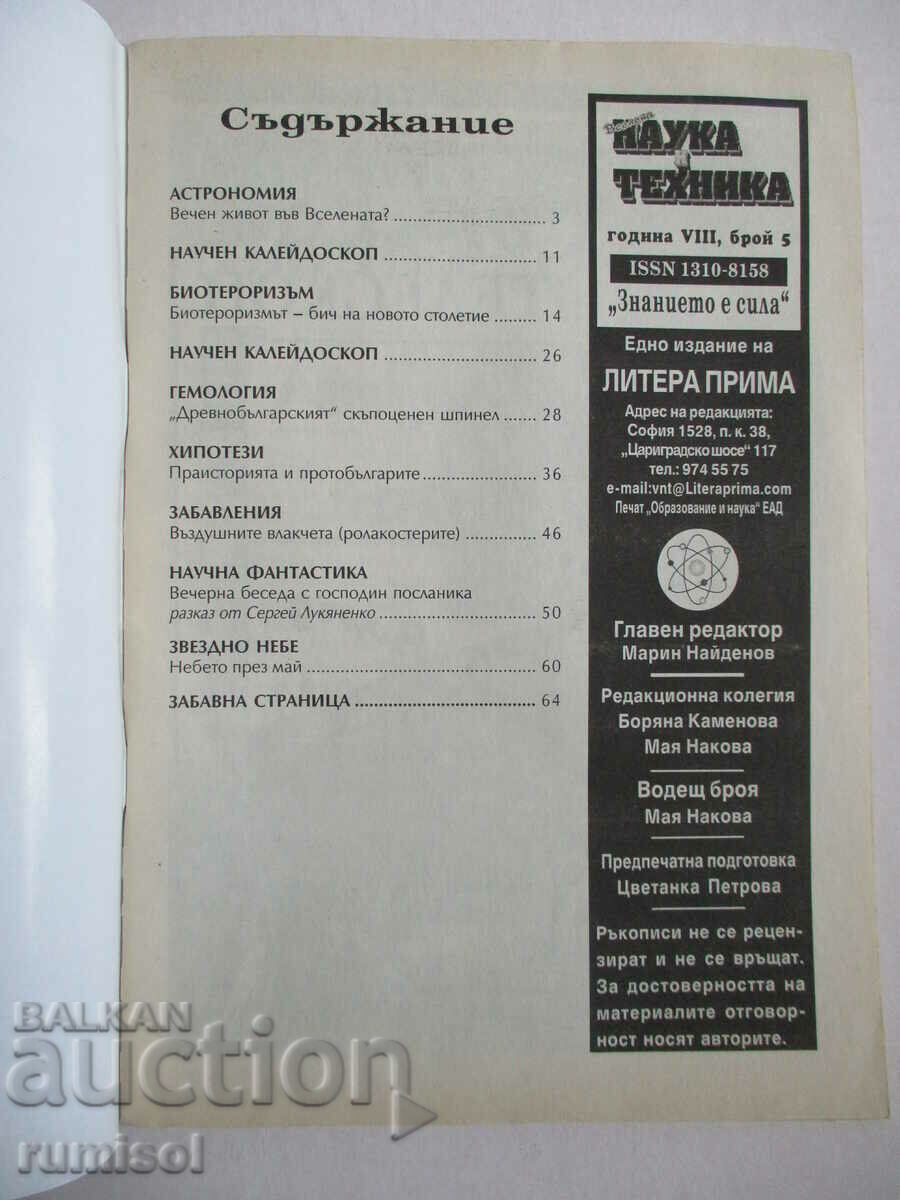 Съдържание
АСТРОНОМИЯ
Вечен живот във Вселената? 3
НАУЧЕН КАЛЕЙДОСКОП 11
БИОТЕРОРИЗЪМ
Биотероризмът – бич на новото столетие 14
НАУЧЕН КАЛЕЙДОСКОП 26
ГЕМОЛОГИЯ
„Древнобългарският“ скъпоценен шпинел 28
ХИПОТЕЗИ
Праисторията и протобългарите 36
ЗАБАВЛЕНИЯ
Въздушните влакчета (ролакостерите) 46
НАУЧНА ФАНТАСТИКА
Вечерна беседа с господин посланика
разказ от Сергей Лукяненко 50
ЗВЕЗДНО НЕБЕ
Небето през май 60
ЗАБАВНА СТРАНИЦА 64
Вселена
НАУКА
и
ТЕХНИКА
година VIII, брой 5
ISSN 1310-8158
„Знанието е сила“
Едно издание на
ЛИТЕРА ПРИМА
Адрес на редакцията:
София 1528, п. к. 38,
„Цариградско шосе“ 117
тел.: 974 55 75
e-mail:vnt@Literaprima.com
Печат „Образование и наука“ ЕАД
Главен редактор
Марин Найденов
Редакционна колегия
Боряна Каменова
Мая Накова
Водещ броя
Мая Накова
Предпечатна подготовка
Цветанка Петрова
Ръкописи не се рецен-
зират и не се връщат.
За достоверността на
материалите отговор-
ност носят авторите.
BALKAN
auction
rumisol